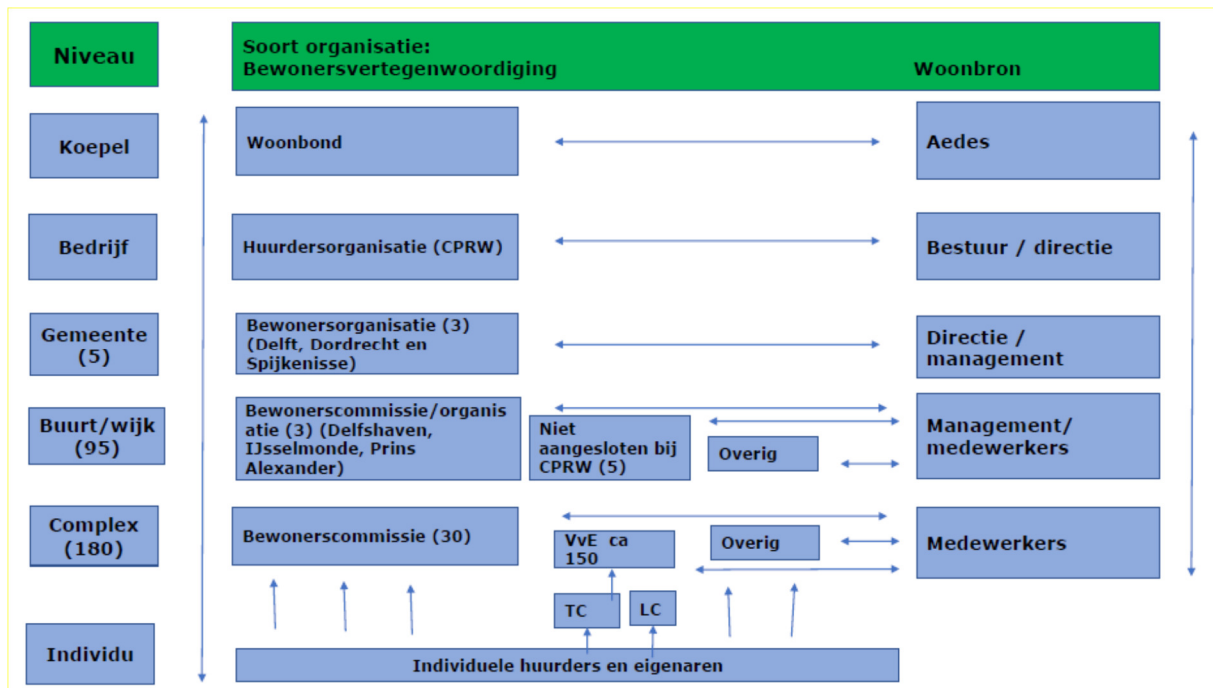 Niveau
Soort organisatie:
Bewonersvertegenwoordiging
Woonbron
Koepel
Woonbond
Aedes
Bedrijf
Huurdersorganisatie (CPRW)
Bestuur / directie
Gemeente
(5)
Bewonersorganisatie (3)
(Delft, Dordrecht en
Spijkenisse)
Directie /
management
Buurt/wijk
(95)
Bewonerscommissie/organis
atie (3) (Delfshaven,
IJsselmonde, Prins
Alexander)
Niet
aangesloten bij
CPRW (5)
Overig
Management/
medewerkers
Complex
(180)
Bewonerscommissie (30)
VvE ca
150
Overig
Medewerkers
TC
LC
Individu
Individuele huurders en eigenaren